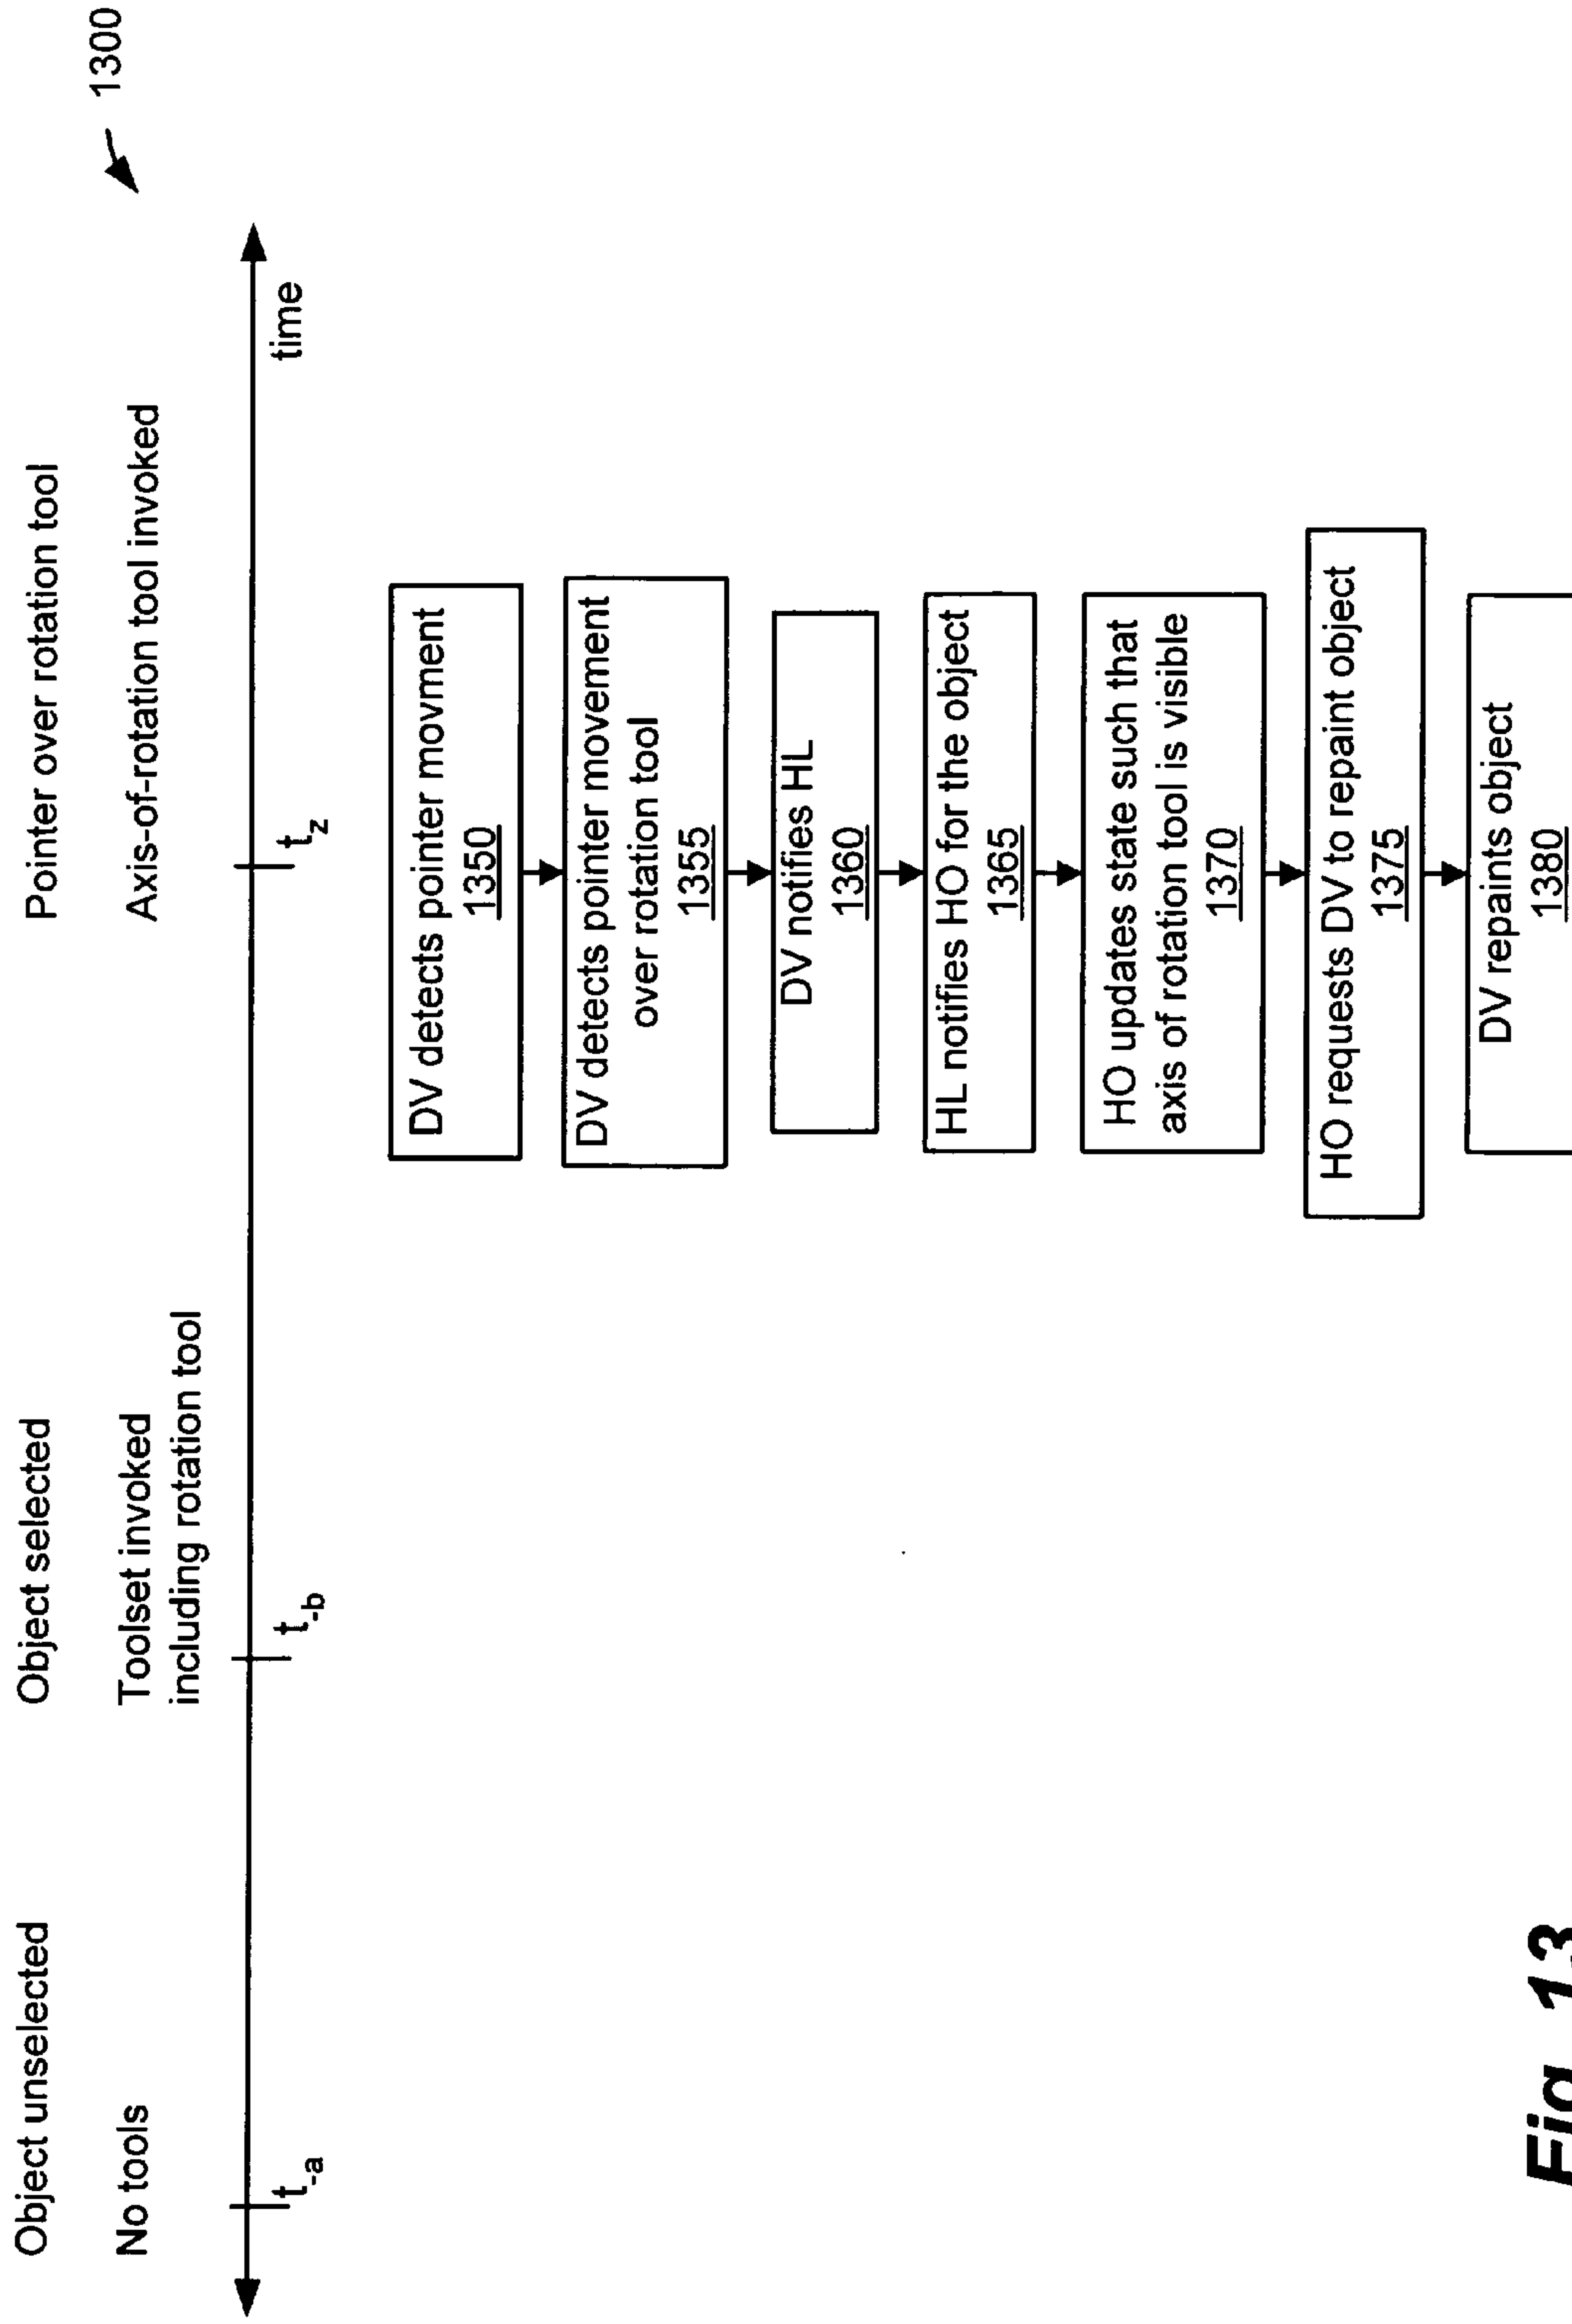 1300
Object unselected
Object selected
Pointer over rotation tool
No tools
Toolset invoked
including rotation tool
Axis-of-rotation tool invoked
t-a
t-b
tz
time
DV detects pointer movment
1350
DV detects pointer movement
over rotation tool
1355
DV notifies HL
1360
HL notifies HO for the object
1365
HO updates state such that
axis of rotation tool is visible
1370
HO requests DV to repaint object
1375
DV repaints object
1380
Fig. 13